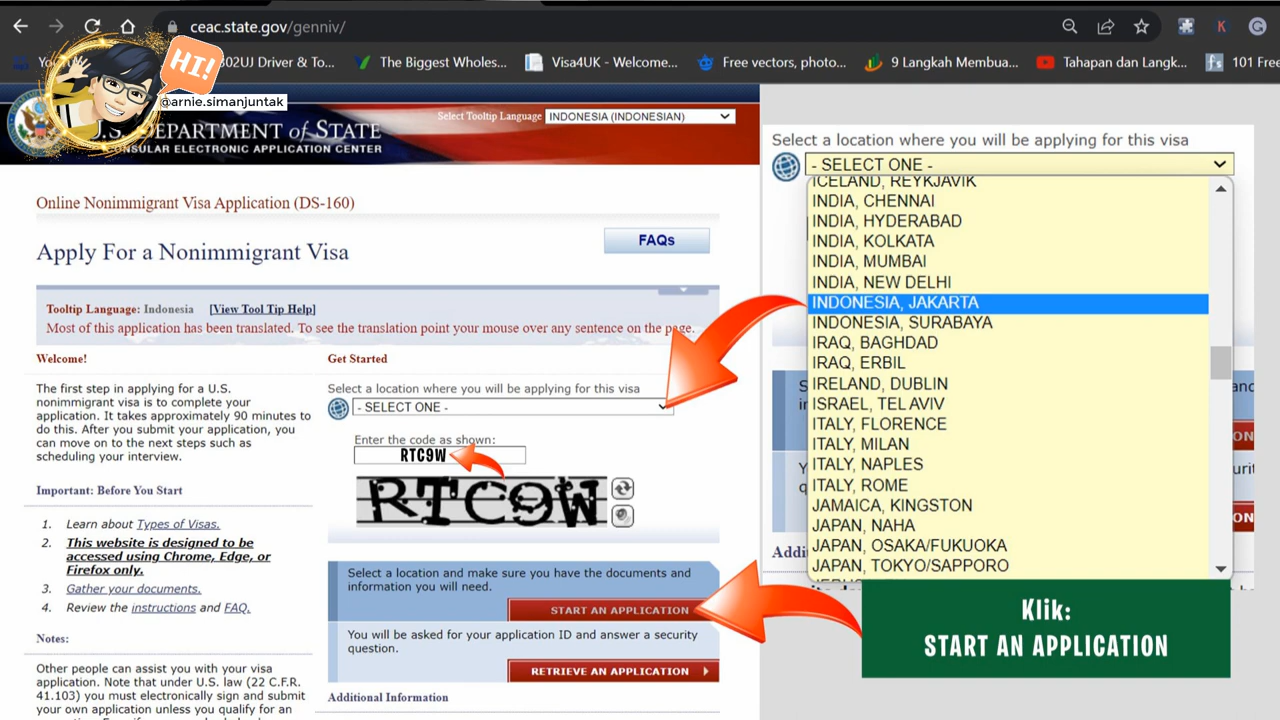 ceac.state.gov/genniv/
K
G
302UJ Driver & To...
The Biggest Wholes...
Visa4UK - Welcome...
Free vectors, photo...
9 Langkah Membua...
Tahapan dan Langk...
101 Free
HI!
@arnie.simanjuntak
U.S. DEPARTMENT of STATE
CONSULAR ELECTRONIC APPLICATION CENTER
Select Tooltip Language INDONESIA (INDONESIAN)
Online Nonimmigrant Visa Application (DS-160)
Apply For a Nonimmigrant Visa
FAQs
Tooltip Language: Indonesia [View Tool Tip Help]
Most of this application has been translated. To see the translation point your mouse over any sentence on the page.
Welcome!
The first step in applying for a U.S.
nonimmigrant visa is to complete your
application. It takes approximately 90 minutes to
do this. After you submit your application, you
can move on to the next steps such as
scheduling your interview.
Important: Before You Start
1. Learn about Types of Visas.
2. This website is designed to be
accessed using Chrome, Edge, or
Firefox only.
3. Gather your documents.
4. Review the instructions and FAQ.
Notes:
Other people can assist you with your visa
application. Note that under U.S. law (22 C.F.R.
41.103) you must electronically sign and submit
your own application unless you qualify for an
Get Started
Select a location where you will be applying for this visa
- SELECT ONE -
Enter the code as shown:
RTC9W
RTC9W
Select a location and make sure you have the documents and
information you will need.
START AN APPLICATION
You will be asked for your application ID and answer a security
question.
RETRIEVE AN APPLICATION
Additional Information
Select a location where you will be applying for this visa
- SELECT ONE -
ICELAND, REYKJAVIK
INDIA, CHENNAI
INDIA, HYDERABAD
INDIA, KOLKATA
INDIA, MUMBAI
INDIA, NEW DELHI
INDONESIA, JAKARTA
INDONESIA, SURABAYA
IRAQ, BAGHDAD
IRAQ, ERBIL
IRELAND, DUBLIN
ISRAEL, TEL AVIV
ITALY, FLORENCE
ITALY, MILAN
ITALY, NAPLES
ITALY, ROME
JAMAICA, KINGSTON
JAPAN, NAHA
JAPAN, OSAKA/FUKUOKA
JAPAN, TOKYO/SAPPORO
Addi
Klik:
START AN APPLICATION